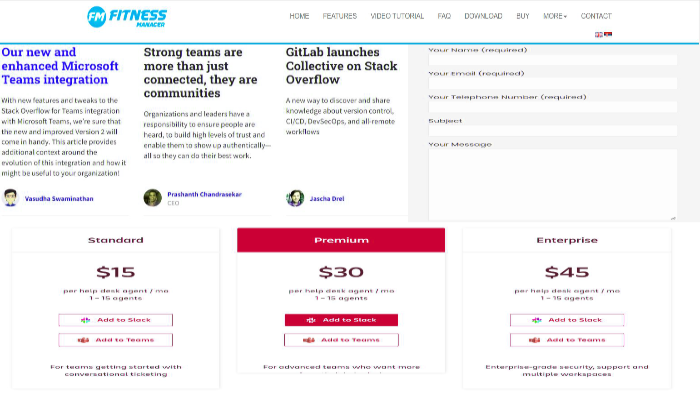 FM FITNESS
MANAGER
HOME FEATURES VIDEO TUTORIAL FAQ DOWNLOAD BUY MORE CONTACT
Our new and
enhanced Microsoft
Teams integration
With new features and tweaks to the
Stack Overflow for Teams integration
with Microsoft Teams, we're sure that
the new and improved Version 2 will
come in handy. This article provides
additional context around the
evolution of this integration and how it
might be useful to your organization!
Vasudha Swaminathan
Strong teams are
more than just
connected, they are
communities
Organizations and leaders have a
responsibility to ensure people are
heard, to build high levels of trust and
enable them to show up authentically—
all so they can do their best work.
Prashanth Chandrasekar
CEO
GitLab launches
Collective on Stack
Overflow
A new way to discover and share
knowledge about version control,
CI/CD, DevSecOps, and all-remote
workflows
Jascha Drel
Your Name (required)
Your Email (required)
Your Telephone Number (required)
Subject
Your Message
Standard
$15
per help desk agent / mo
1 – 15 agents
Add to Slack
Add to Teams
For teams getting started with
conversational ticketing
Premium
$30
per help desk agent / mo
1 – 15 agents
Add to Slack
Add to Teams
For advanced teams who want more
Enterprise
$45
per help desk agent / mo
1 – 15 agents
Add to Slack
Add to Teams
Enterprise-grade security, support and
multiple workspaces